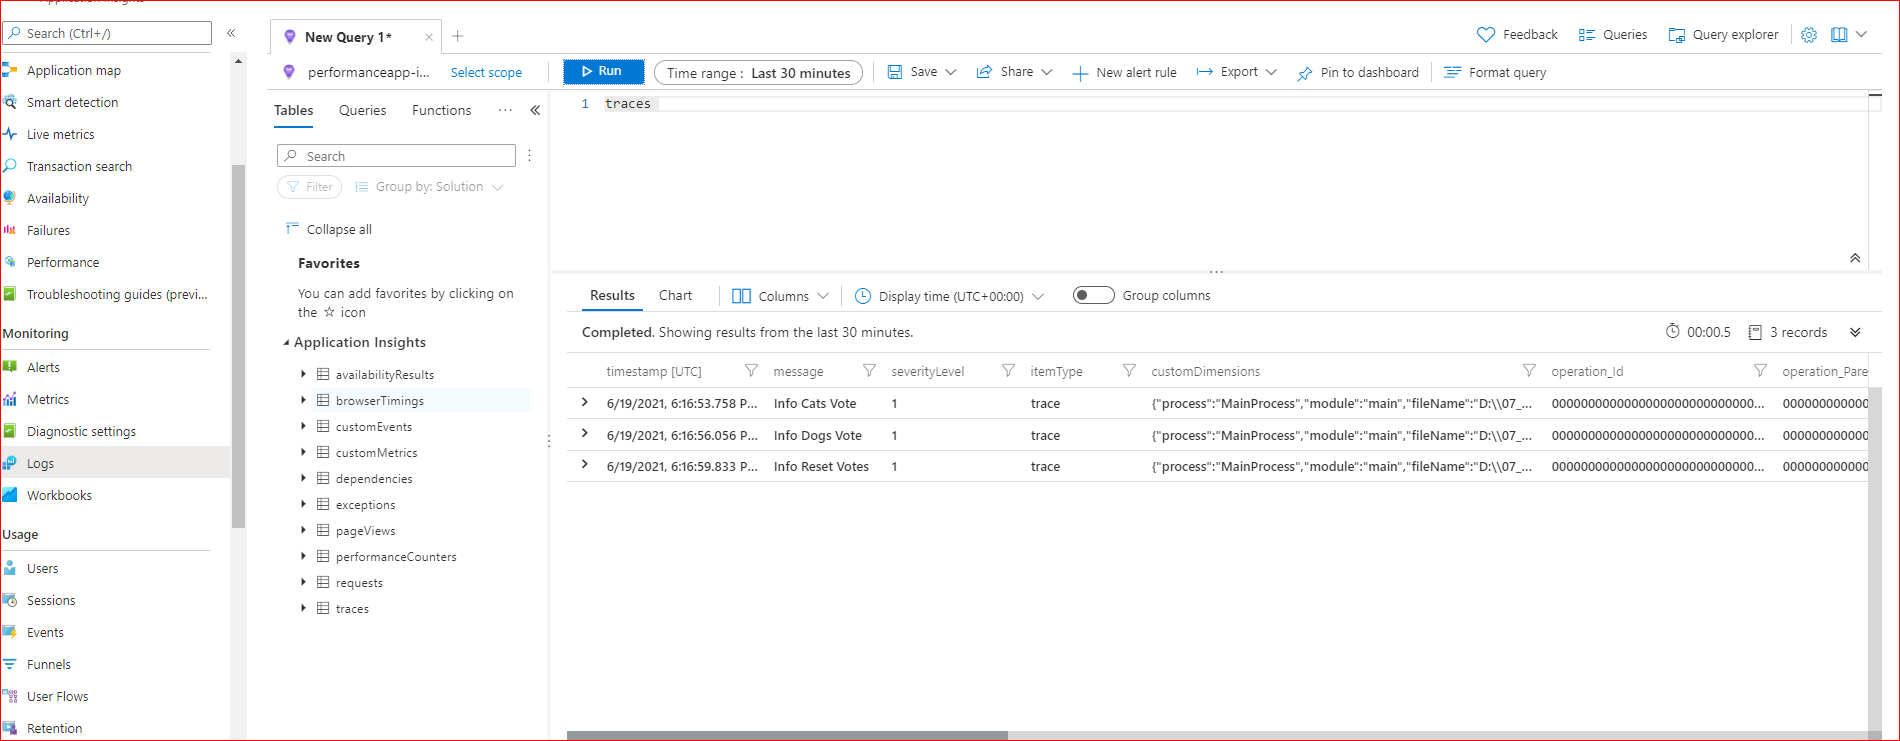 Search (Ctrl+/)
«
Application map
Smart detection
Live metrics
Transaction search
Availability
Failures
Performance
Troubleshooting guides (previ...
Monitoring
Alerts
Metrics
Diagnostic settings
Logs
Workbooks
Usage
Users
Sessions
Events
Funnels
User Flows
Retention
New Query 1*
Feedback
Queries
Query explorer
performanceapp-i...
Select scope
Run
Time range : Last 30 minutes
Save
Share
New alert rule
Export
Pin to dashboard
Format query
Tables
Queries
Functions
Search
Filter
Group by: Solution
Collapse all
Favorites
You can add favorites by clicking on
the ☆ icon
Application Insights
availabilityResults
browserTimings
customEvents
customMetrics
dependencies
exceptions
pageViews
performanceCounters
requests
traces
1 traces
Results
Chart
Columns
Display time (UTC+00:00)
Group columns
Completed. Showing results from the last 30 minutes.
00:00.5
3 records
timestamp [UTC] message severityLevel itemType customDimensions operation_Id operation_Pare
6/19/2021, 6:16:53.758 P... Info Cats Vote 1 trace {"process":"MainProcess","module":"main","fileName":"D:\\07_... 
6/19/2021, 6:16:56.056 P... Info Dogs Vote 1 trace {"process":"MainProcess","module":"main","fileName":"D:\\07_... 
6/19/2021, 6:16:59.833 P... Info Reset Votes 1 trace {"process":"MainProcess","module":"main","fileName":"D:\\07_...